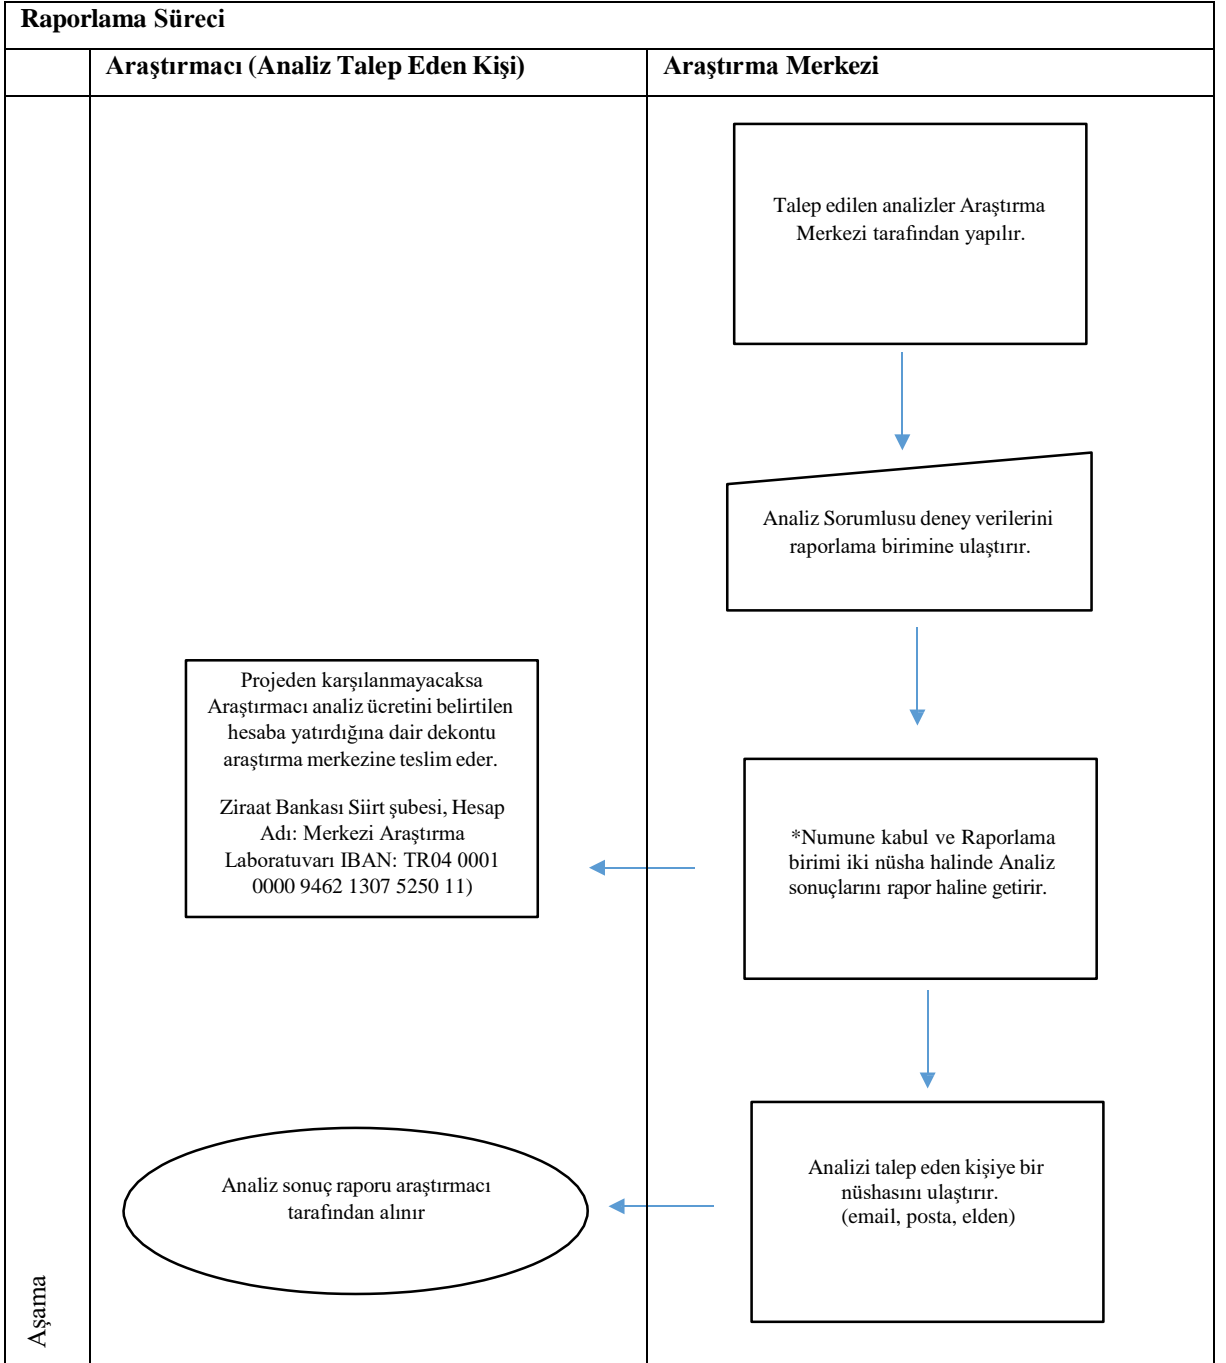 Raporlama Süreci
Araştırmacı (Analiz Talep Eden Kişi)
Araştırma Merkezi
Talep edilen analizler Araştırma
Merkezi tarafından yapılır.
Analiz Sorumlusu deney verilerini
raporlama birimine ulaştırır.
Projeden karşılanmayacaksa
Araştırmacı analiz ücretini belirtilen
hesaba yatırdığına dair dekontu
araştırma merkezine teslim eder.
Ziraat Bankası Siirt şubesi, Hesap
Adı: Merkezi Araştırma
Laboratuvarı IBAN: TR04 0001
0000 9462 1307 5250 11)
*Numune kabul ve Raporlama
birimi iki nüsha halinde Analiz
sonuçlarını rapor haline getirir.
Analizi talep eden kişiye bir
nüshasını ulaştırır.
(email, posta, elden)
Analiz sonuç raporu araştırmacı
tarafından alınır
Aşama